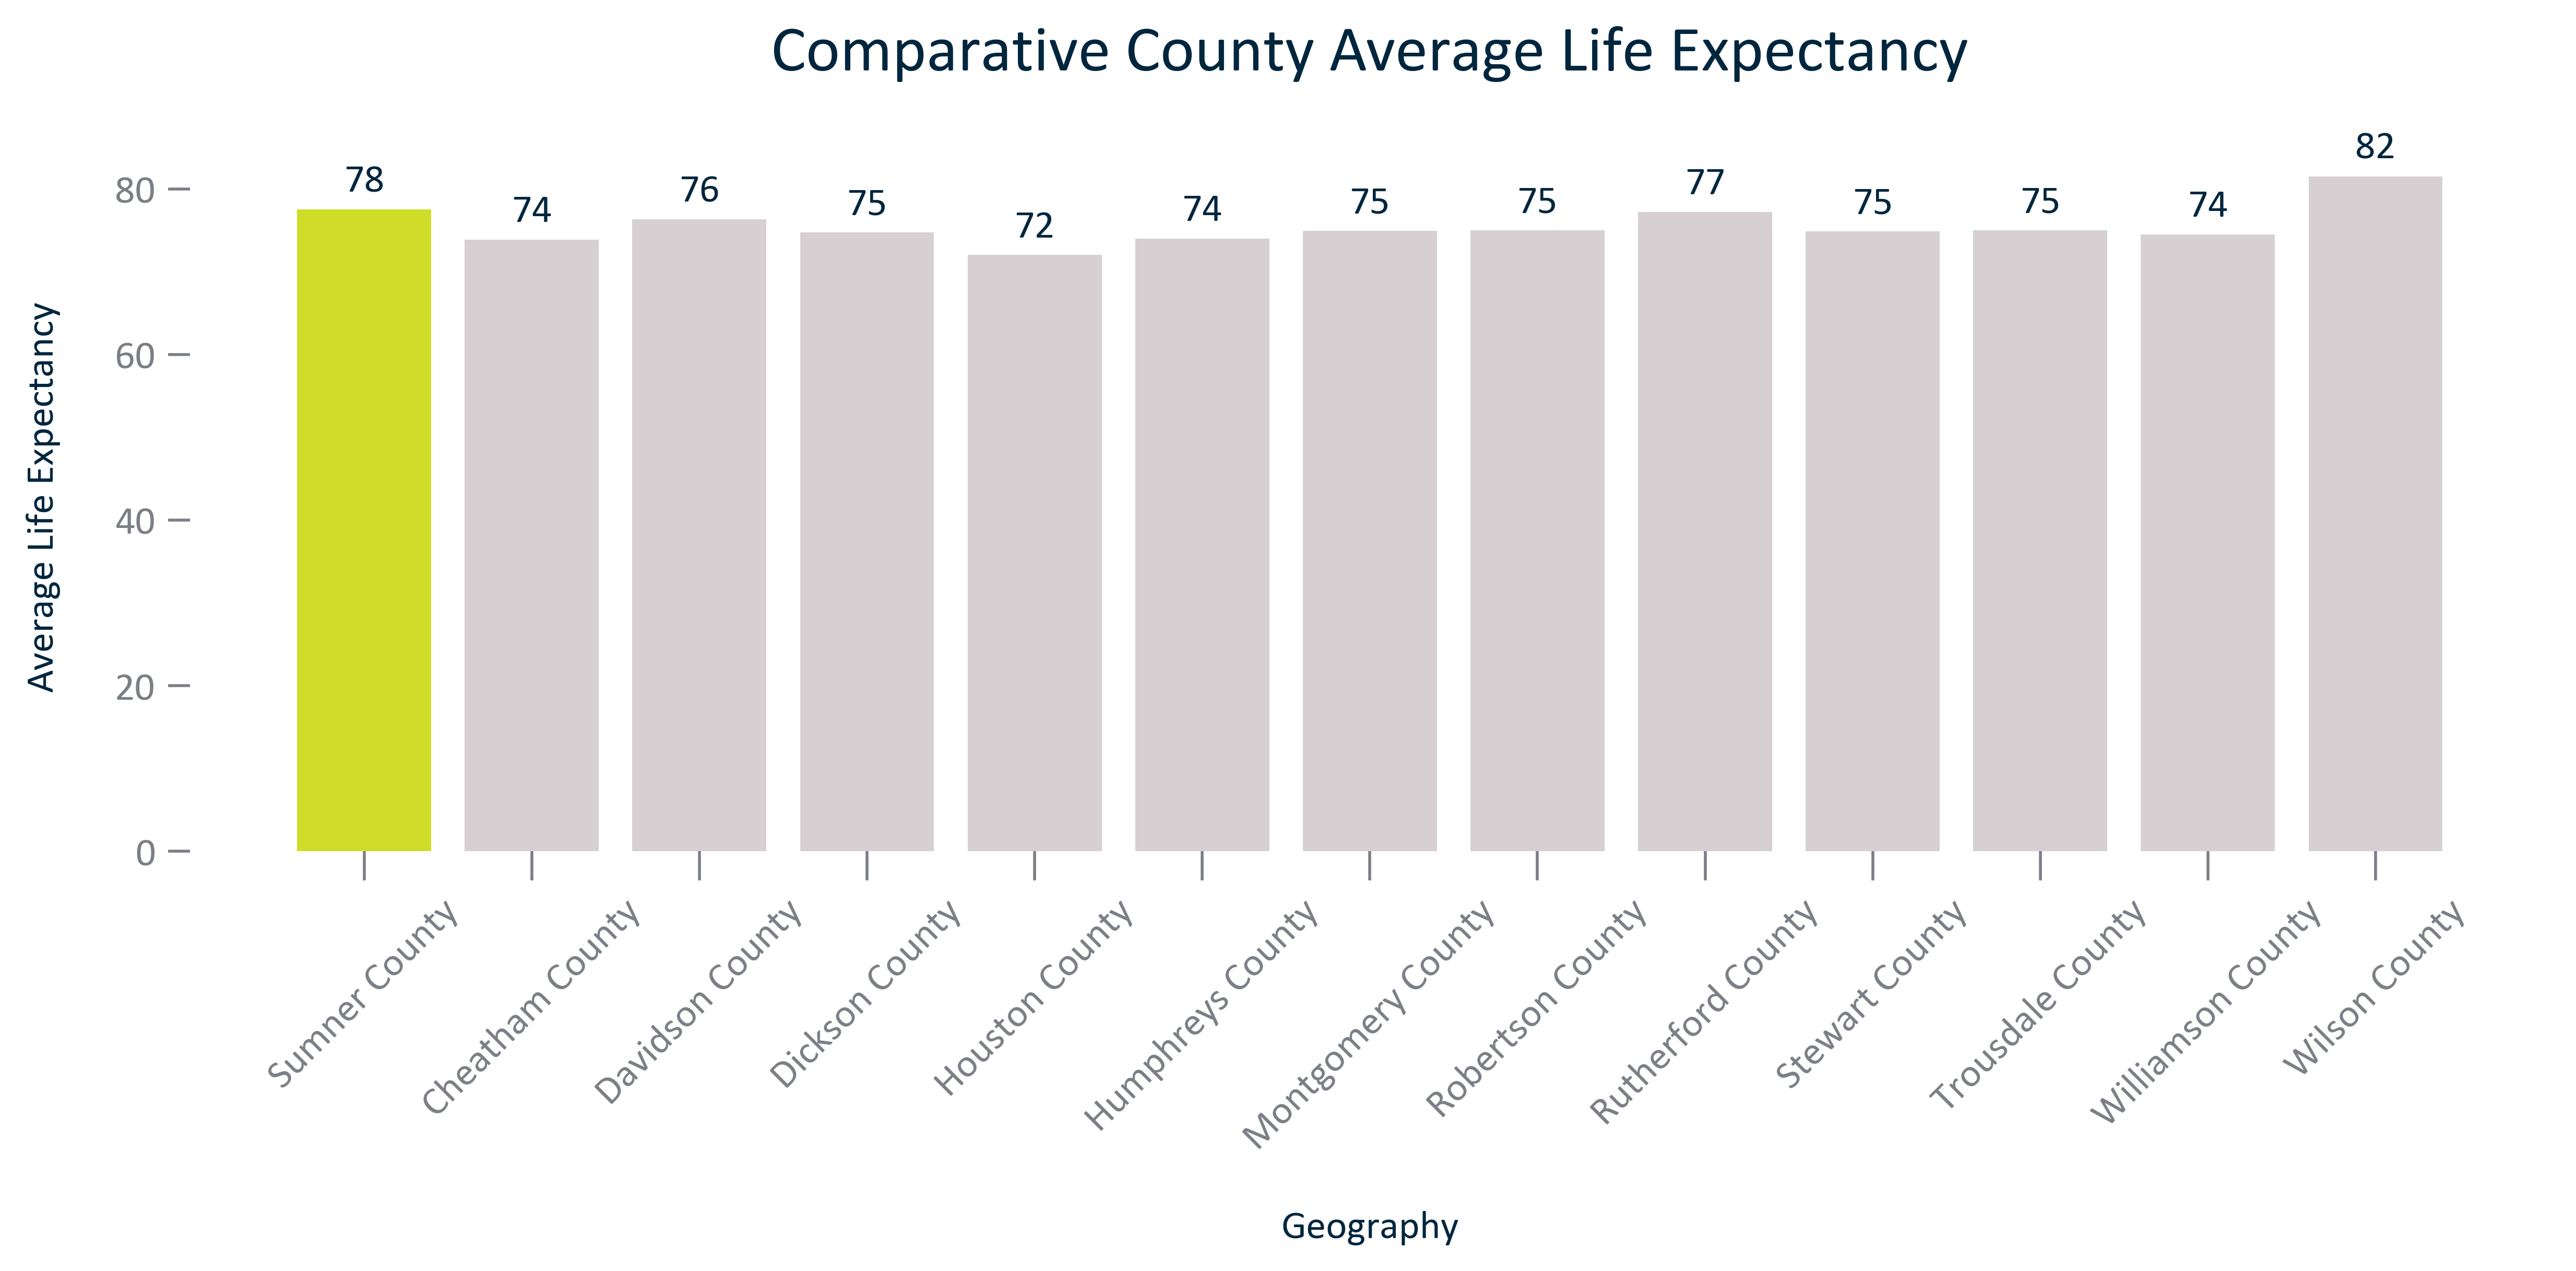 Comparative County Average Life Expectancy
Average Life Expectancy
80
60
40
20
0
78
74
76
75
72
74
75
75
77
75
75
74
82
Sumner County
Cheatham County
Davidson County
Dickson County
Houston County
Humphreys County
Montgomery County
Robertson County
Rutherford County
Stewart County
Trousdale County
Williamson County
Wilson County
Geography